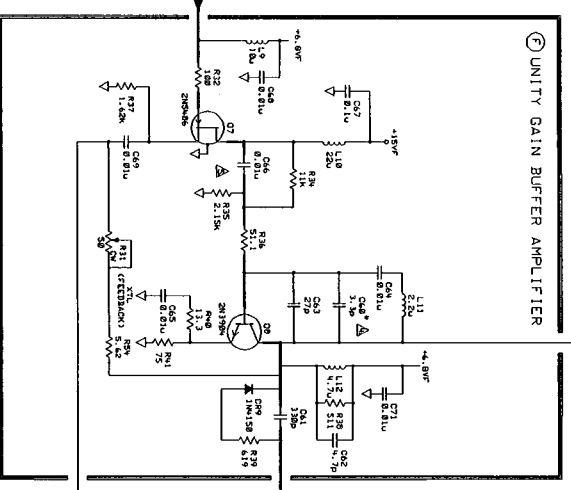 Ⓕ UNITY GAIN BUFFER AMPLIFIER
+6.8VF
L9
10u
C68
0.01u
R32
100
R37
1.62K
2N5486
Q7
C67
0.1u
+15VF
L10
22u
C69
0.01u
C66
0.01u
R34
11K
R35
2.15K
R36
51.1
R31
50
CW
XTL
(FEEDBACK)
C65
0.01u
R40
13.3
2N3904
Q8
C63
27p
C60*
C64
0.01u
L11
2.2u
R54
5.62
R41
75
+6.8VF
L12
4.7u
R38
511
C62
4.7p
C71
0.01u
CR9
1N4150
C61
330p
R39
619